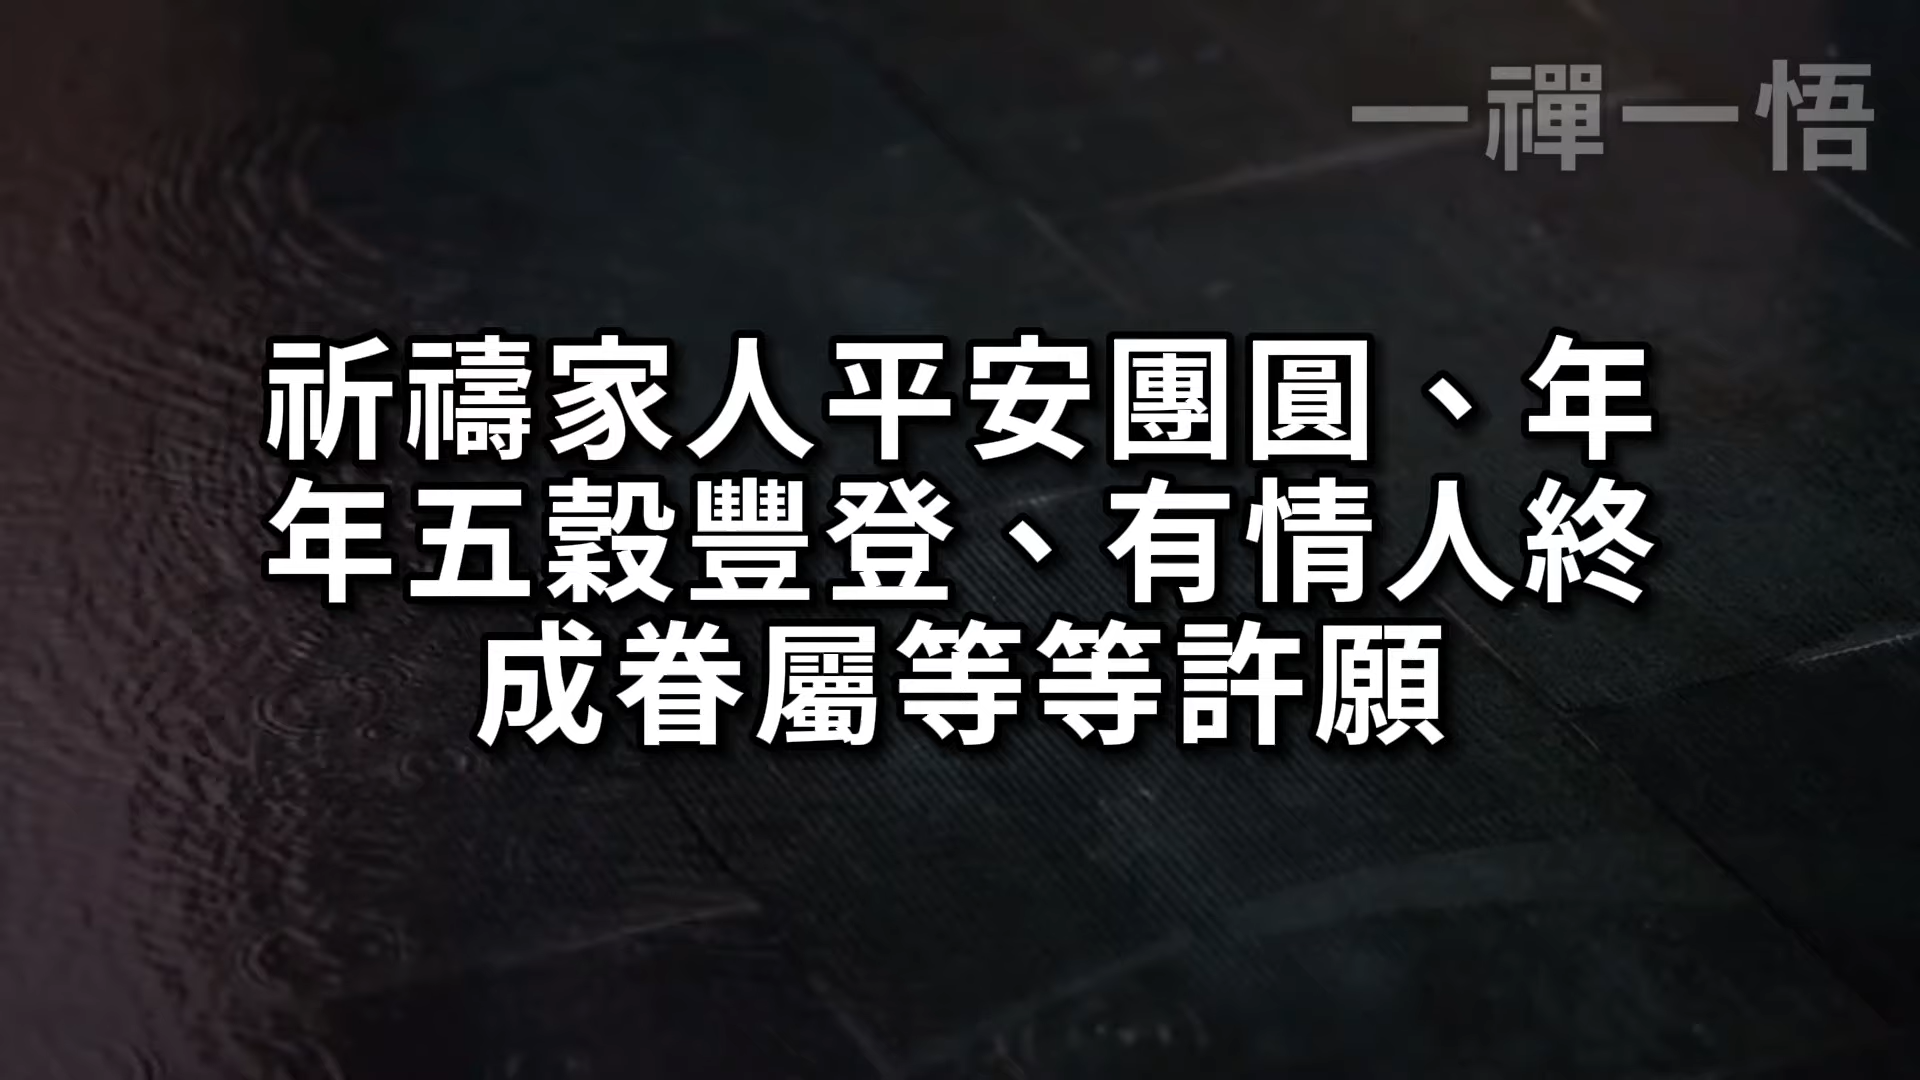 一禪一悟
祈禱家人平安團圓、年
年五穀豐登、有情人終
成眷屬等等許願